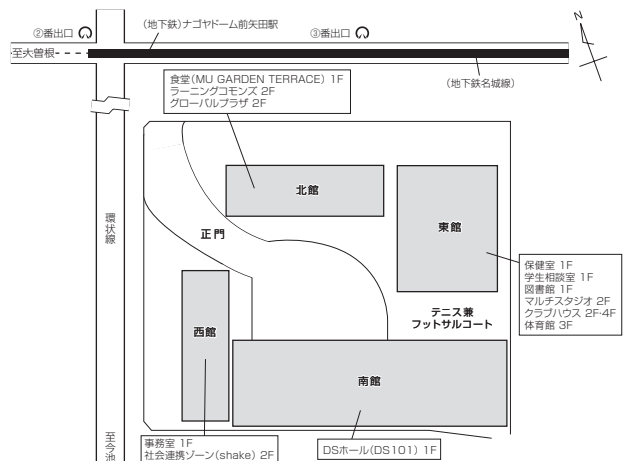 ②番出口
(地下鉄)ナゴヤドーム前矢田駅
③番出口
N
至大曽根
(地下鉄名城線)
食堂(MU GARDEN TERRACE) 1F
ラーニングコモンズ 2F
グローバルプラザ 2F
北館
東館
環状線
正門
保健室 1F
学生相談室 1F
図書館 1F
マルチスタジオ 2F
クラブハウス 2F・4F
体育館 3F
テニス兼
フットサルコート
西館
南館
至今池
事務室 1F
社会連携ゾーン(shake) 2F
DSホール(DS101) 1F